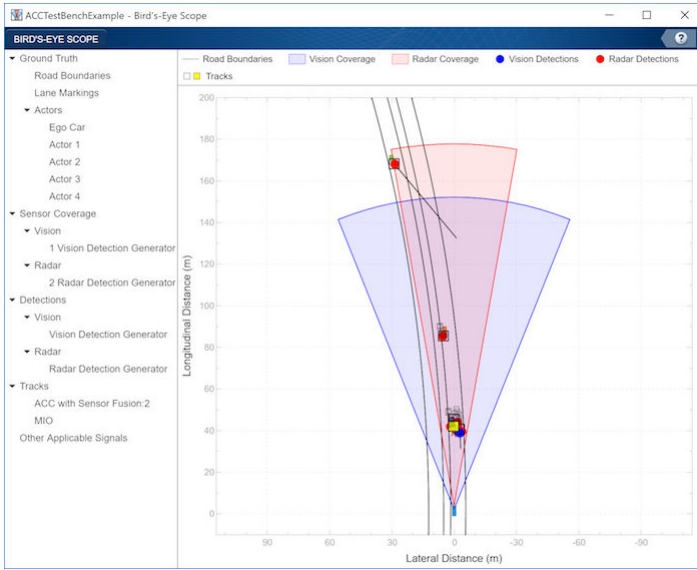 ACCTestBenchExample - Bird's-Eye Scope
BIRD'S-EYE SCOPE
?
Ground Truth
Road Boundaries
Lane Markings
Actors
Ego Car
Actor 1
Actor 2
Actor 3
Actor 4
Sensor Coverage
Vision
1 Vision Detection Generator
Radar
2 Radar Detection Generator
Detections
Vision
Vision Detection Generator
Radar
Radar Detection Generator
Tracks
ACC with Sensor Fusion:2
MIO
Other Applicable Signals
Road Boundaries Vision Coverage Radar Coverage Vision Detections Radar Detections
Tracks
200
180
160
140
120
100
80
60
40
20
0
Longitudinal Distance (m)
90 60 30 0 -30 -60 -90
Lateral Distance (m)